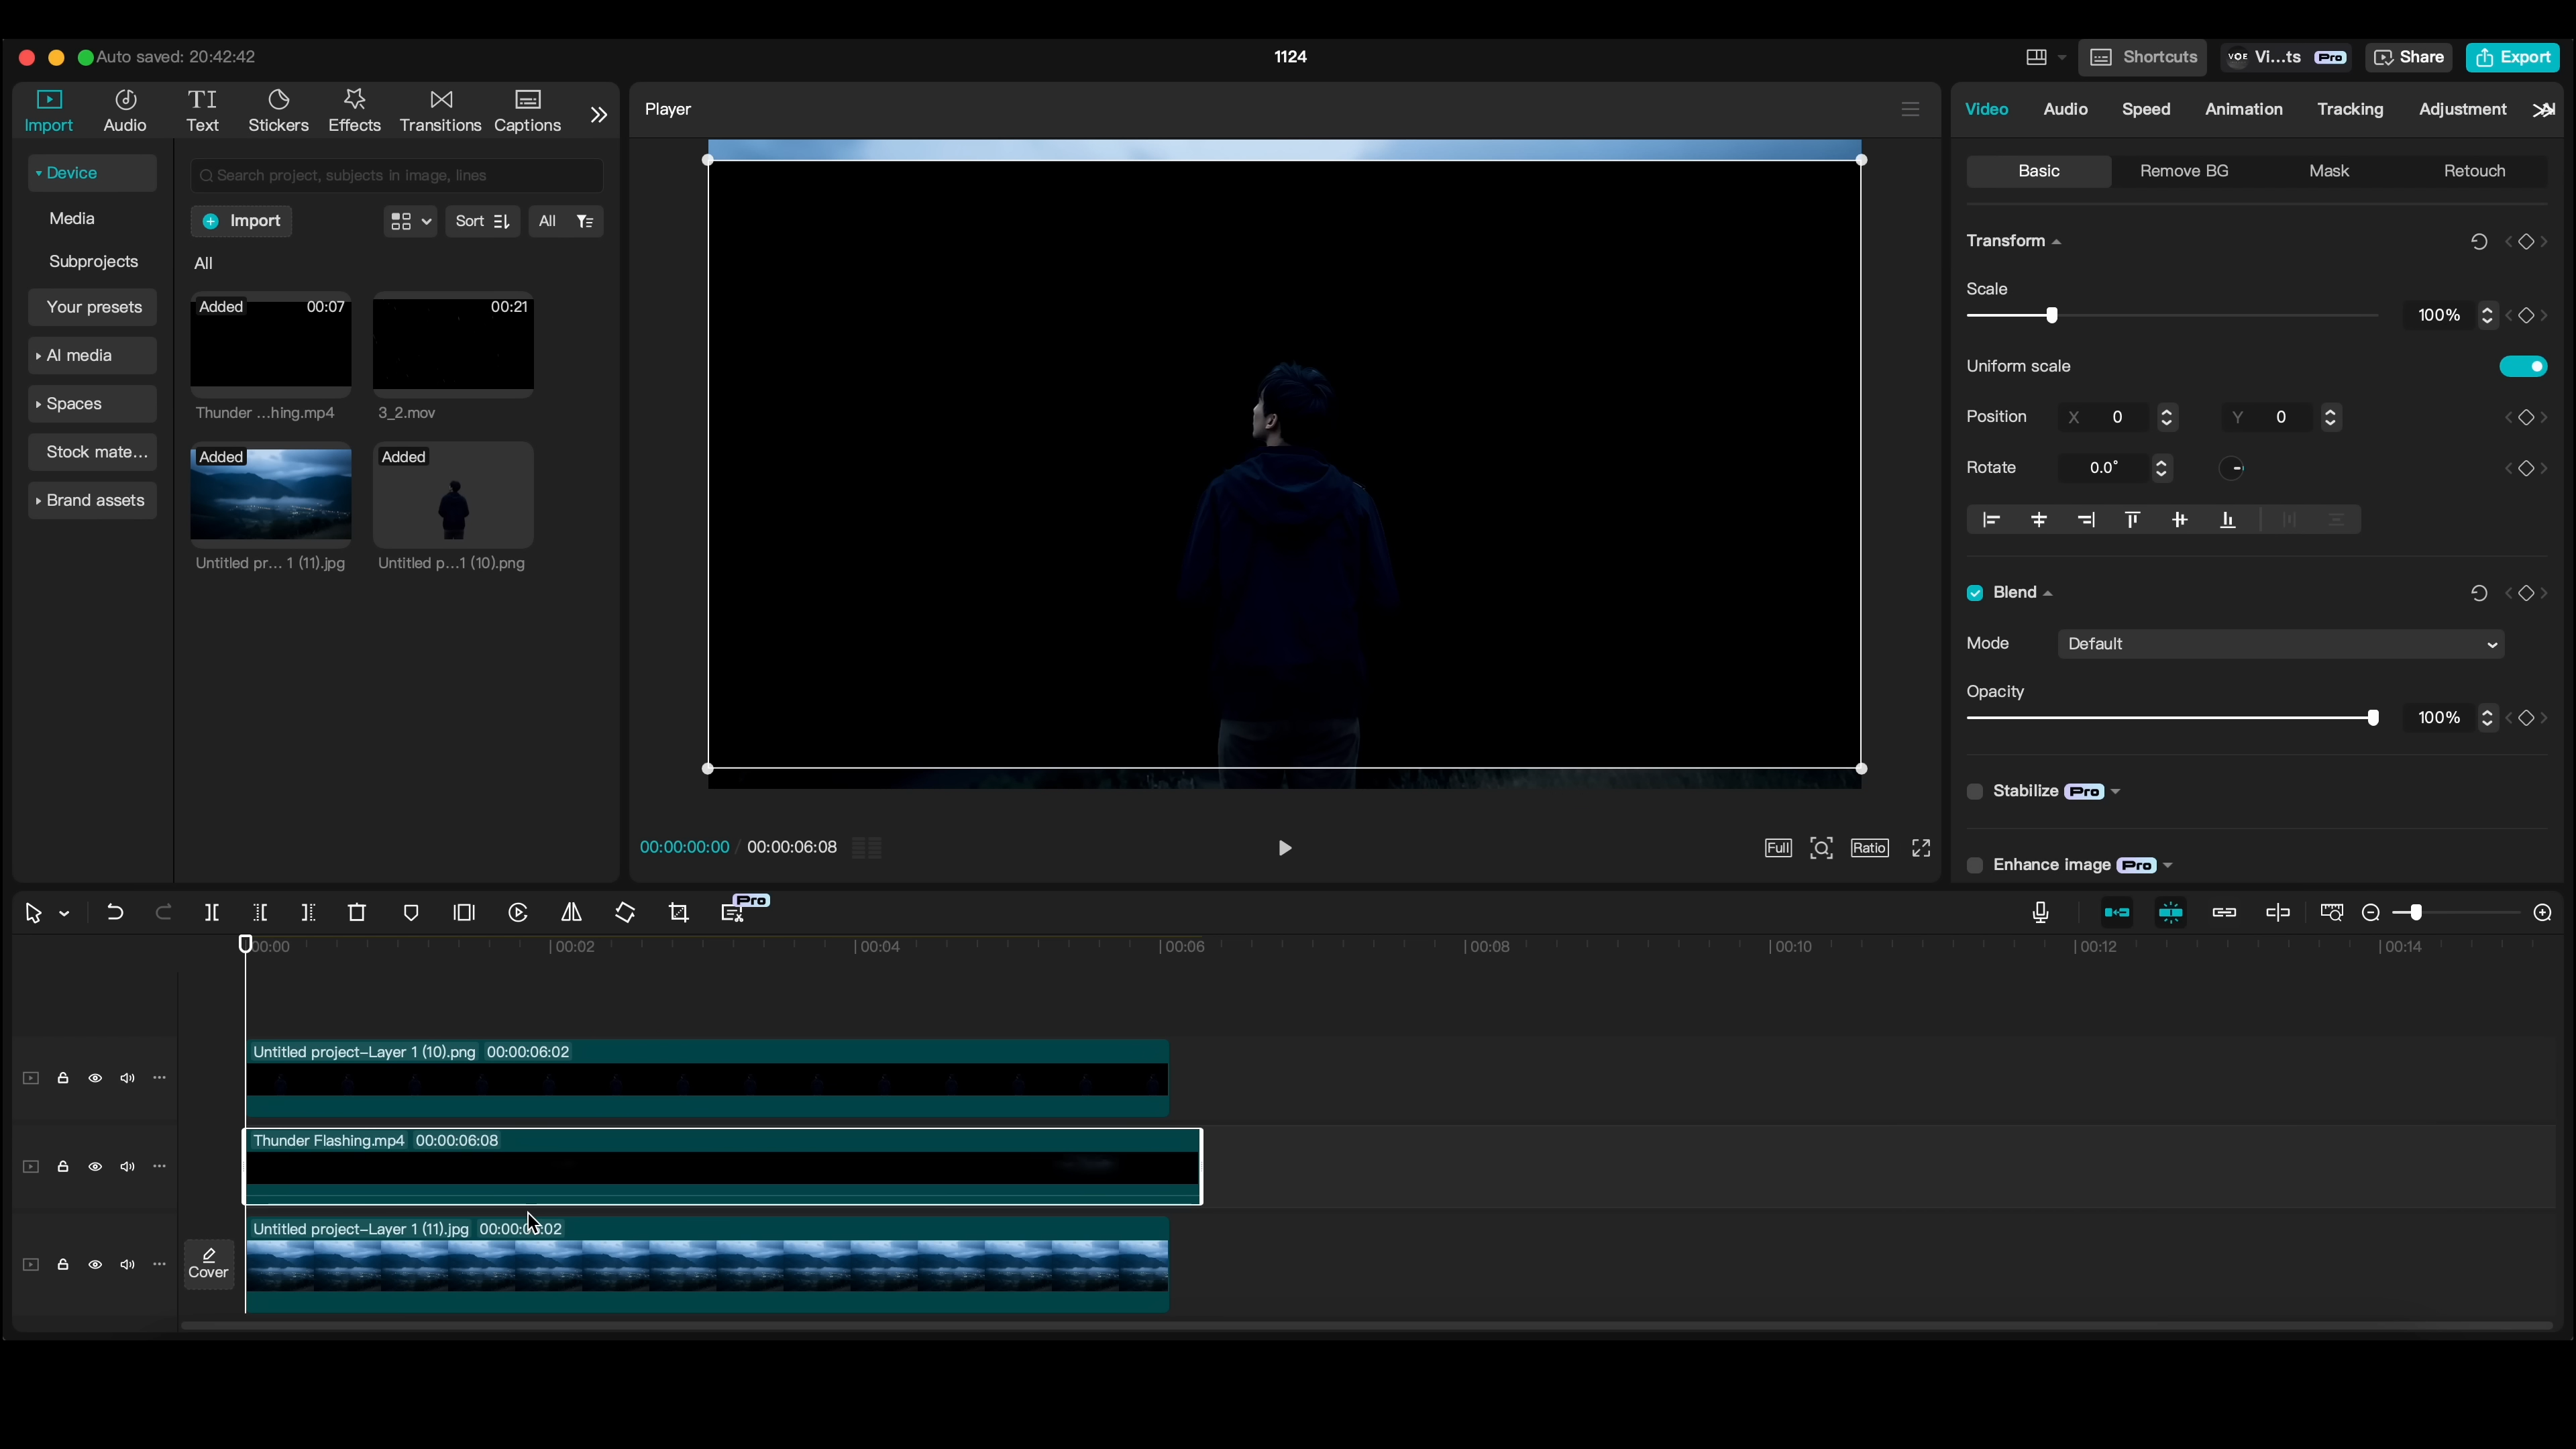 Auto saved: 20:42:42
1124
Shortcuts
VOE Vi...ts Pro
Share
Export
Import
Audio
Text
Stickers
Effects
Transitions
Captions
Device
Media
Subprojects
Your presets
AI media
Spaces
Stock mate...
Brand assets
Search project, subjects in image, lines
Import
Sort
All
All
Added 00:07
Thunder ...hing.mp4
00:21
3_2.mov
Added
Untitled pr... 1 (11).jpg
Added
Untitled p...1 (10).png
Player
00:00:00:00 / 00:00:06:08
Full
Ratio
Video
Audio
Speed
Animation
Tracking
Adjustment
Basic
Remove BG
Mask
Retouch
Transform
Scale
100%
Uniform scale
Position X 0 Y 0
Rotate 0.0°
Blend
Mode Default
Opacity
100%
Stabilize Pro
Enhance image Pro
Pro
00:00 00:02 00:04 00:06 00:08 00:10 00:12 00:14
Untitled project-Layer 1 (10).png 00:00:06:02
Thunder Flashing.mp4 00:00:06:08
Cover
Untitled project-Layer 1 (11).jpg